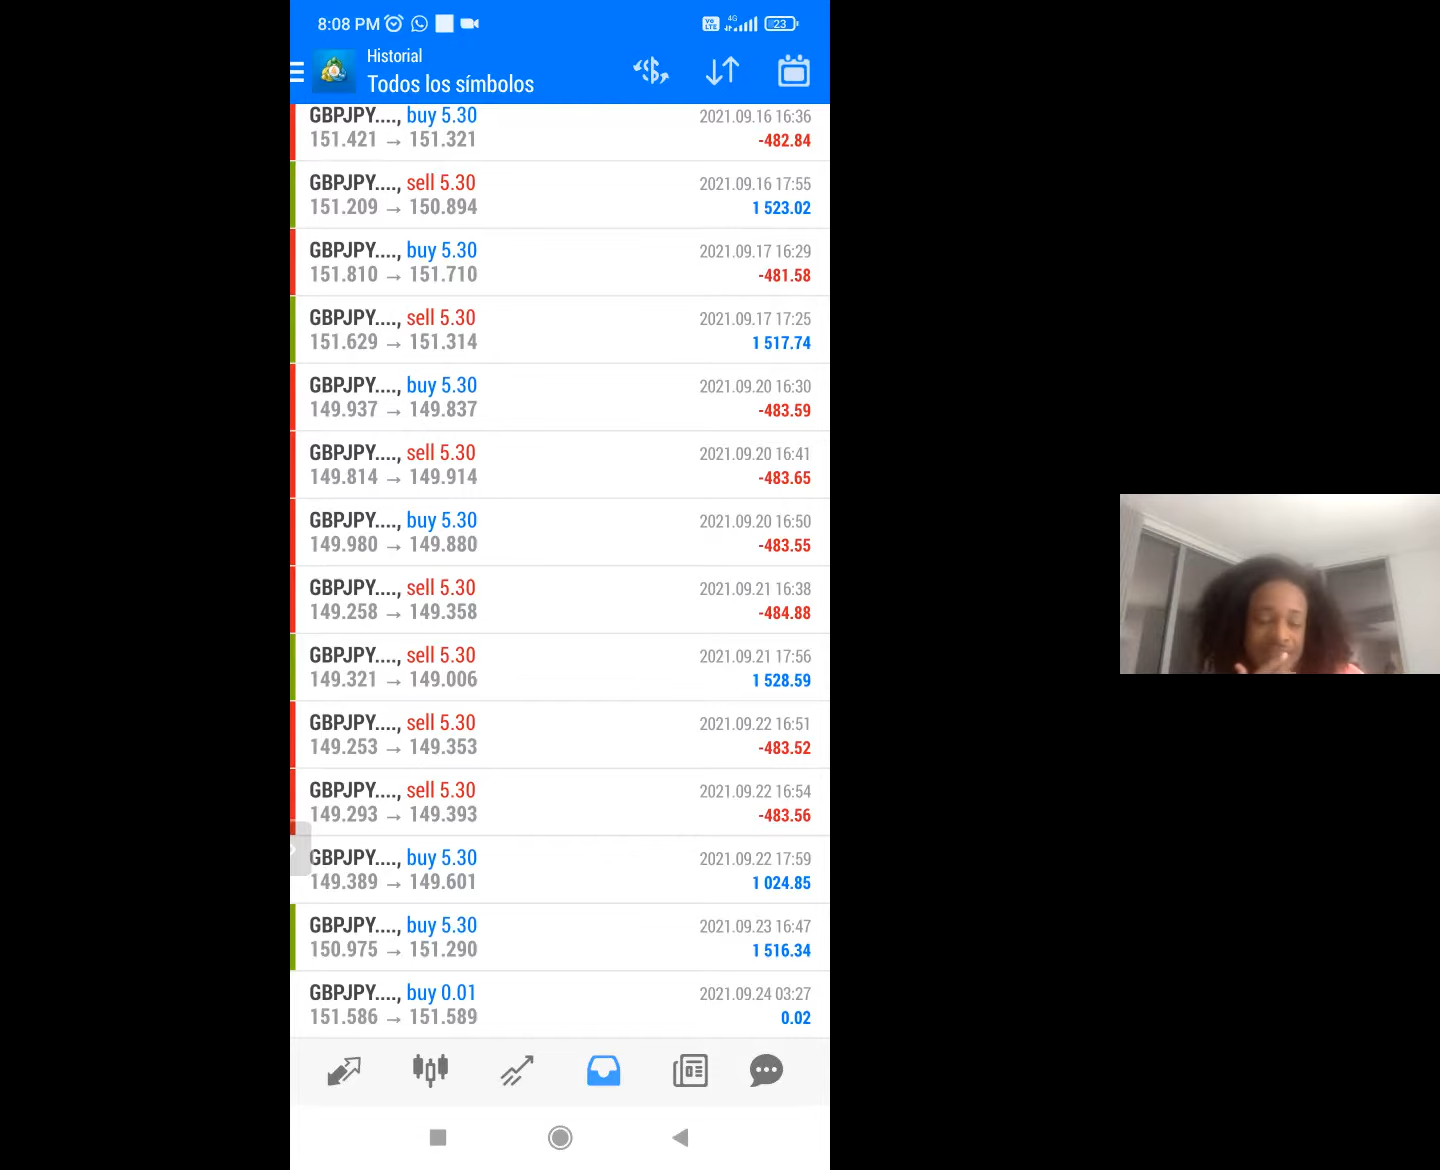 8:08 PM
4G
Vo
LTE
23
Historial
Todos los símbolos
GBPJPY...., buy 5.30 2021.09.16 16:36
151.421 → 151.321 -482.84
GBPJPY...., sell 5.30 2021.09.16 17:55
151.209 → 150.894 1 523.02
GBPJPY...., buy 5.30 2021.09.17 16:29
151.810 → 151.710 -481.58
GBPJPY...., sell 5.30 2021.09.17 17:25
151.629 → 151.314 1 517.74
GBPJPY...., buy 5.30 2021.09.20 16:30
149.937 → 149.837 -483.59
GBPJPY...., sell 5.30 2021.09.20 16:41
149.814 → 149.914 -483.65
GBPJPY...., buy 5.30 2021.09.20 16:50
149.980 → 149.880 -483.55
GBPJPY...., sell 5.30 2021.09.21 16:38
149.258 → 149.358 -484.88
GBPJPY...., sell 5.30 2021.09.21 17:56
149.321 → 149.006 1 528.59
GBPJPY...., sell 5.30 2021.09.22 16:51
149.253 → 149.353 -483.52
GBPJPY...., sell 5.30 2021.09.22 16:54
149.293 → 149.393 -483.56
GBPJPY...., buy 5.30 2021.09.22 17:59
149.389 → 149.601 1 024.85
GBPJPY...., buy 5.30 2021.09.23 16:47
150.975 → 151.290 1 516.34
GBPJPY...., buy 0.01 2021.09.24 03:27
151.586 → 151.589 0.02